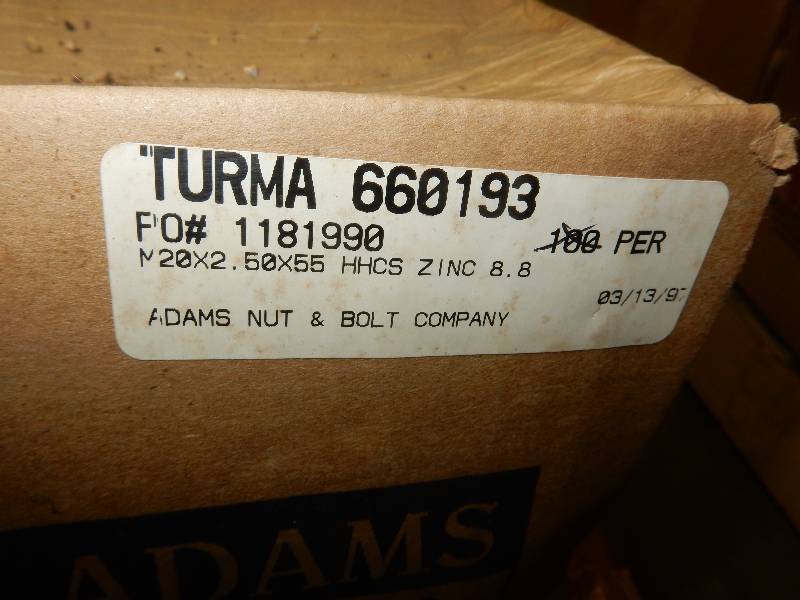 TURMA 660193
PO# 1181990 100 PER
M20X2.50X55 HHCS ZINC 8.8
03/13/97
ADAMS NUT & BOLT COMPANY
ADAMS